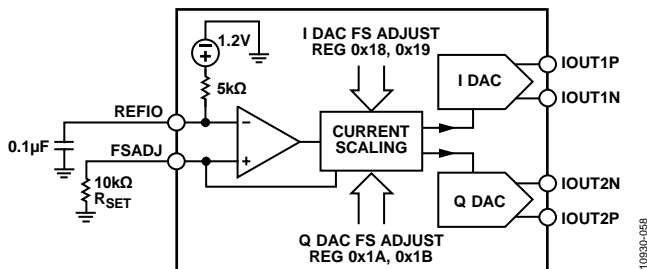 1.2V
I DAC FS ADJUST
REG 0x18, 0x19
5kΩ
I DAC
IOUT1P
IOUT1N
REFIO
–
0.1µF
FSADJ
+
CURRENT
SCALING
10kΩ
RSET
Q DAC
IOUT2N
IOUT2P
Q DAC FS ADJUST
REG 0x1A, 0x1B
10930-058